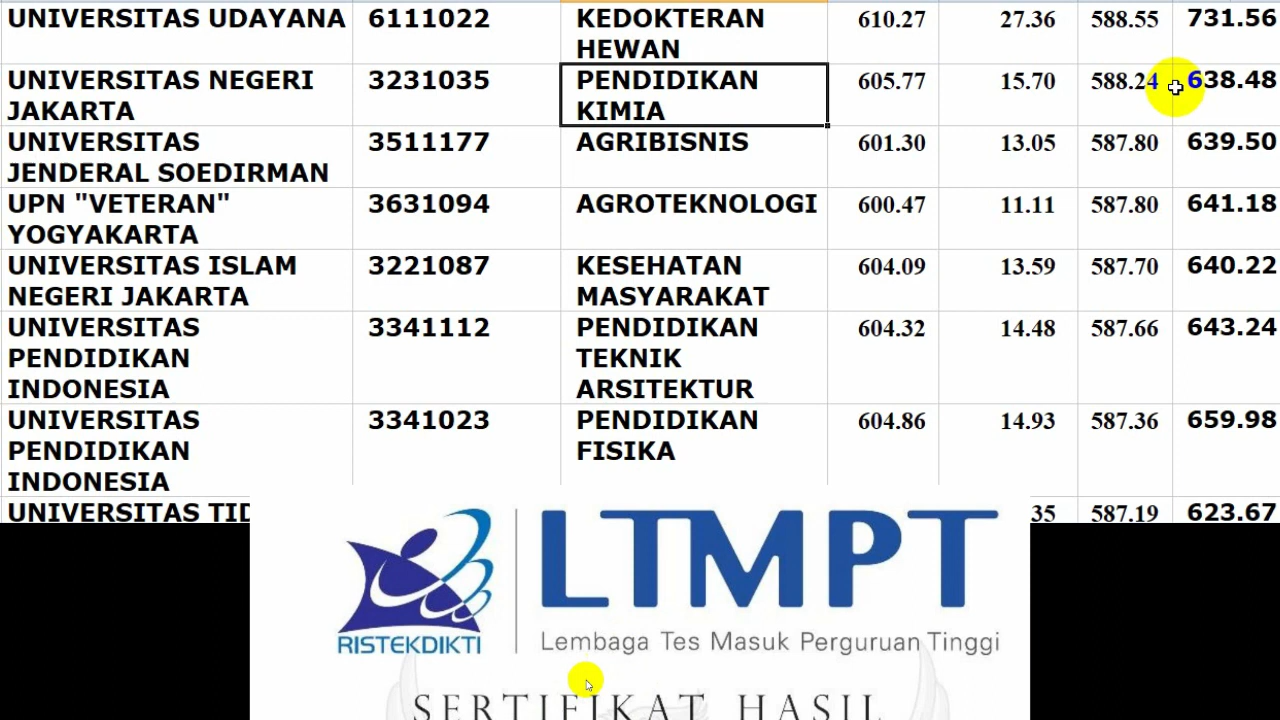 UNIVERSITAS UDAYANA 6111022 KEDOKTERAN 610.27 27.36 588.55 731.56
HEWAN
UNIVERSITAS NEGERI 3231035 PENDIDIKAN 605.77 15.70 588.24 638.48
JAKARTA KIMIA
UNIVERSITAS 3511177 AGRIBISNIS 601.30 13.05 587.80 639.50
JENDERAL SOEDIRMAN
UPN "VETERAN" 3631094 AGROTEKNOLOGI 600.47 11.11 587.80 641.18
YOGYAKARTA
UNIVERSITAS ISLAM 3221087 KESEHATAN 604.09 13.59 587.70 640.22
NEGERI JAKARTA MASYARAKAT
UNIVERSITAS 3341112 PENDIDIKAN 604.32 14.48 587.66 643.24
PENDIDIKAN TEKNIK
INDONESIA ARSITEKTUR
UNIVERSITAS 3341023 PENDIDIKAN 604.86 14.93 587.36 659.98
PENDIDIKAN FISIKA
INDONESIA
UNIVERSITAS TID 35 587.19 623.67
LTMPT
RISTEKDIKTI Lembaga Tes Masuk Perguruan Tinggi
SERTIFIKAT HASIL